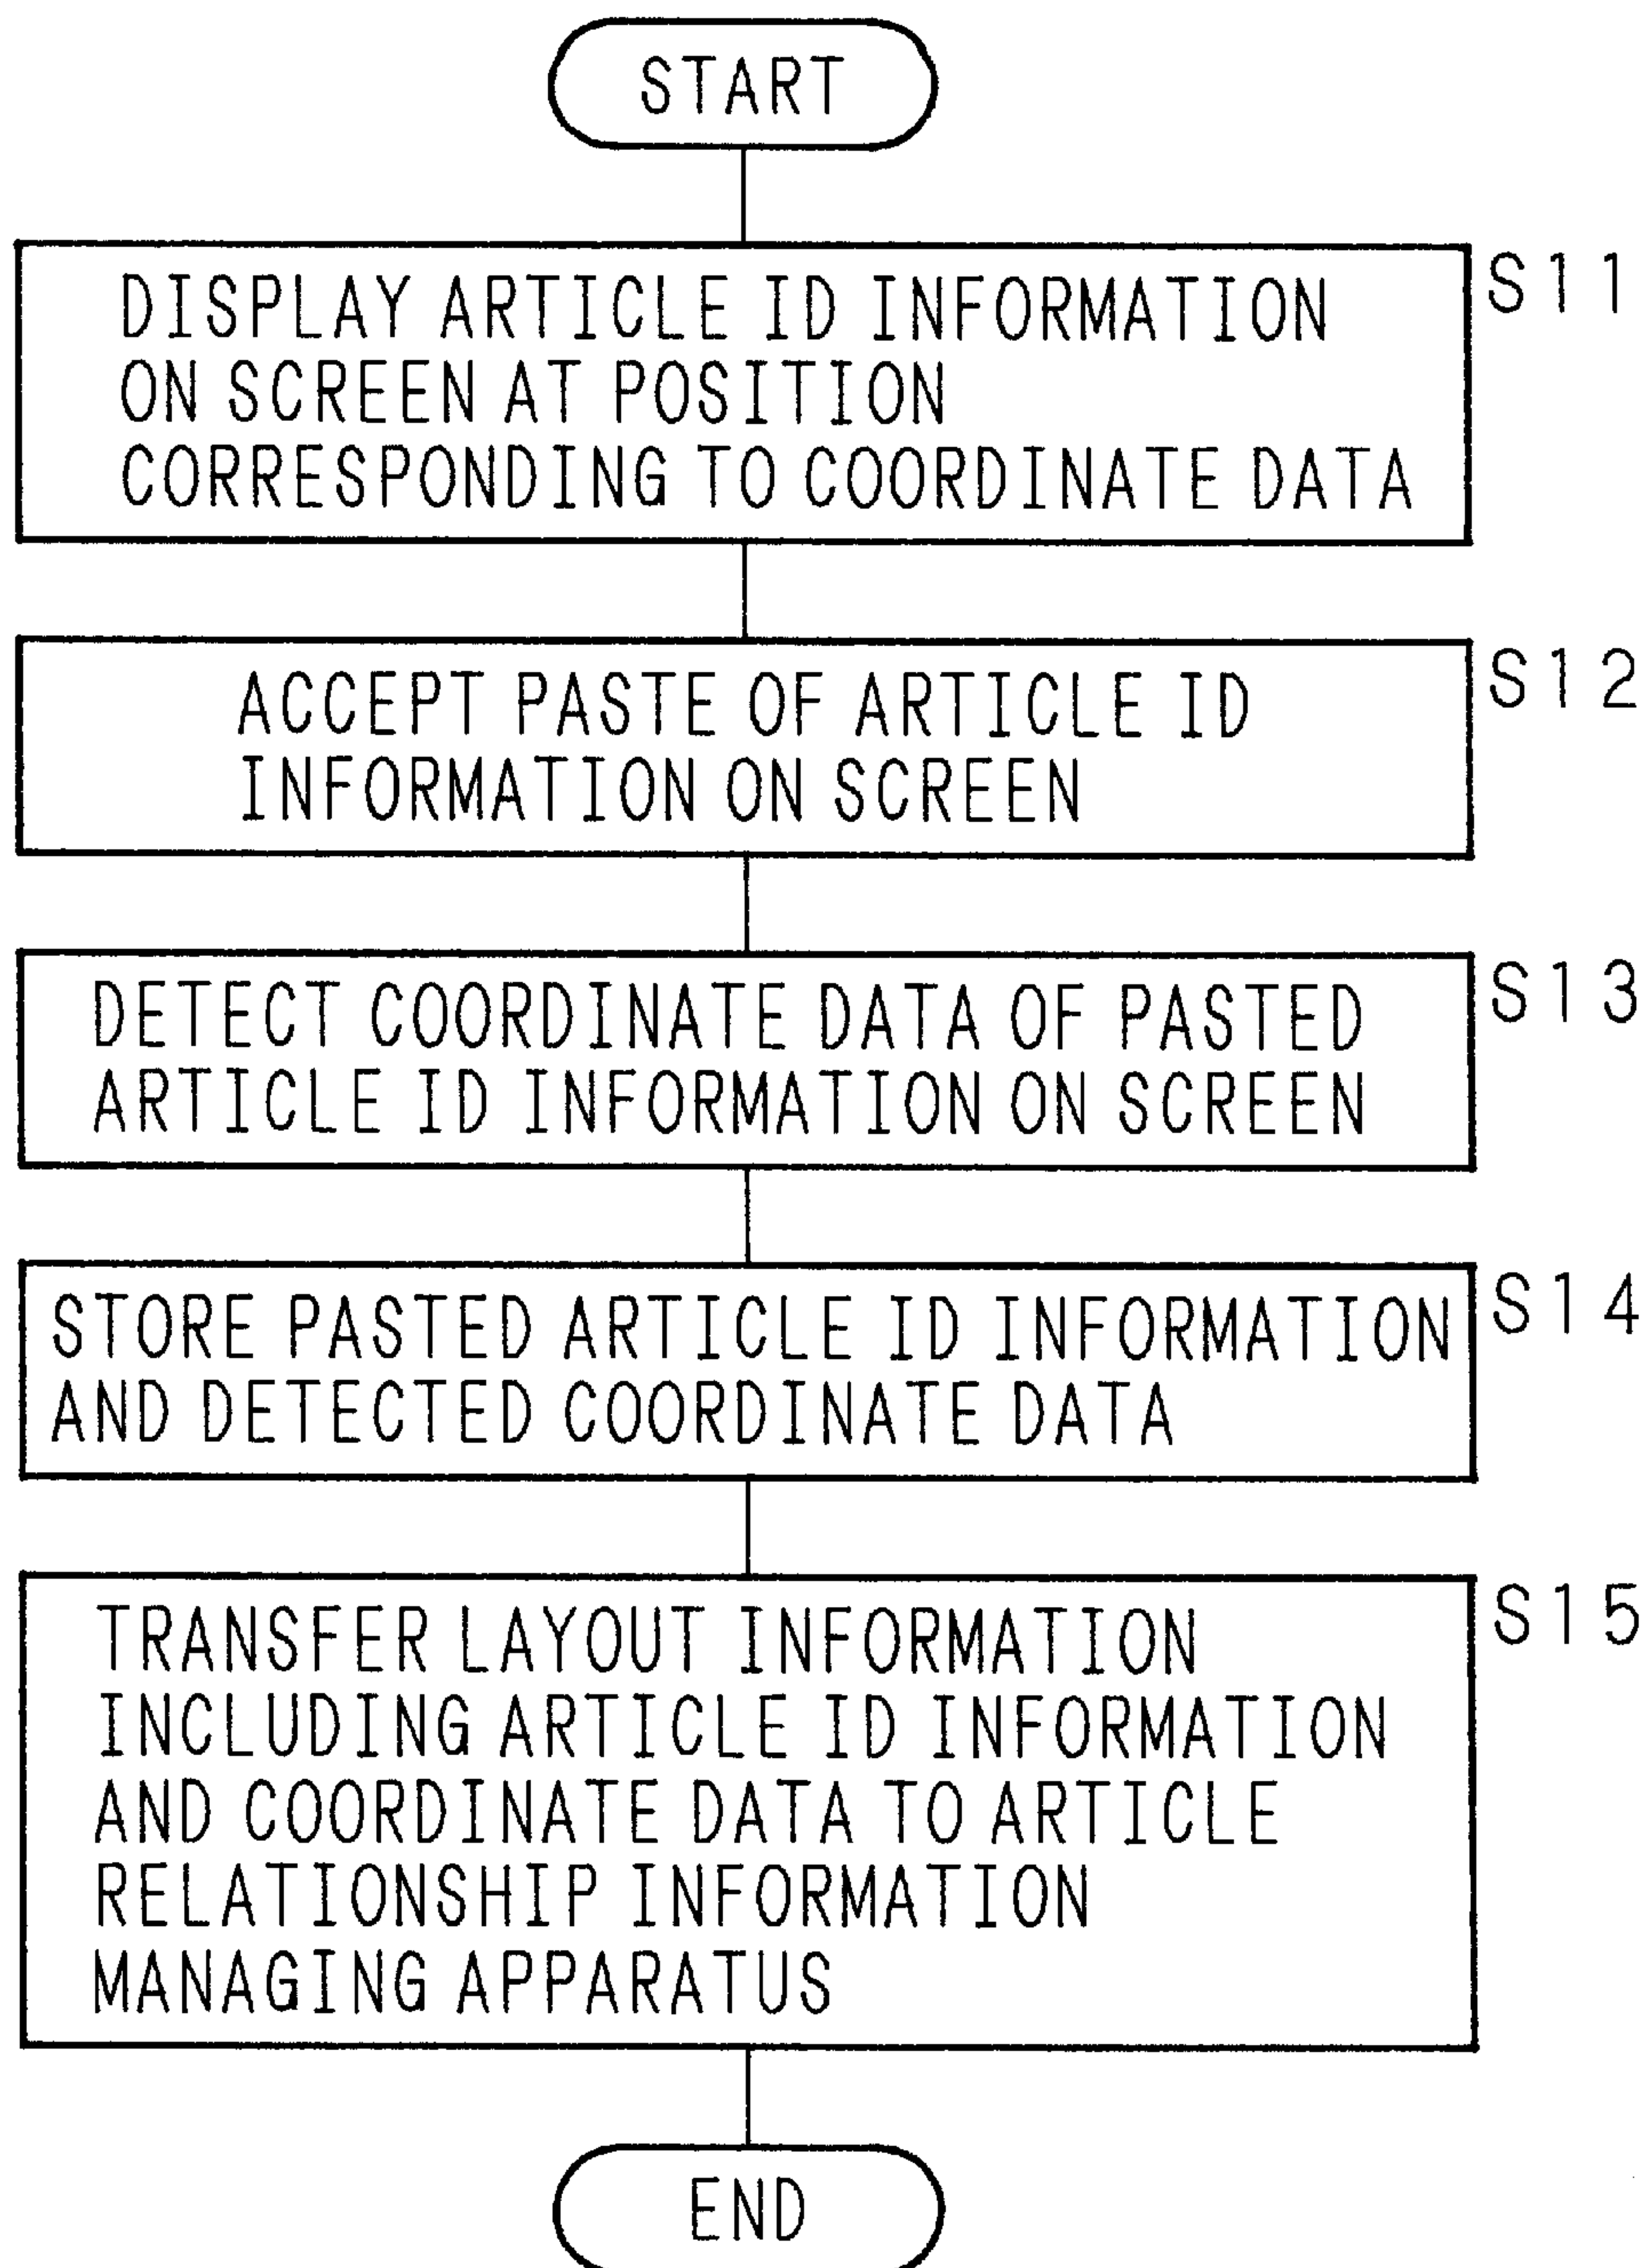 START
S11
DISPLAY ARTICLE ID INFORMATION
ON SCREEN AT POSITION
CORRESPONDING TO COORDINATE DATA
S12
ACCEPT PASTE OF ARTICLE ID
INFORMATION ON SCREEN
S13
DETECT COORDINATE DATA OF PASTED
ARTICLE ID INFORMATION ON SCREEN
S14
STORE PASTED ARTICLE ID INFORMATION
AND DETECTED COORDINATE DATA
S15
TRANSFER LAYOUT INFORMATION
INCLUDING ARTICLE ID INFORMATION
AND COORDINATE DATA TO ARTICLE
RELATIONSHIP INFORMATION
MANAGING APPARATUS
END